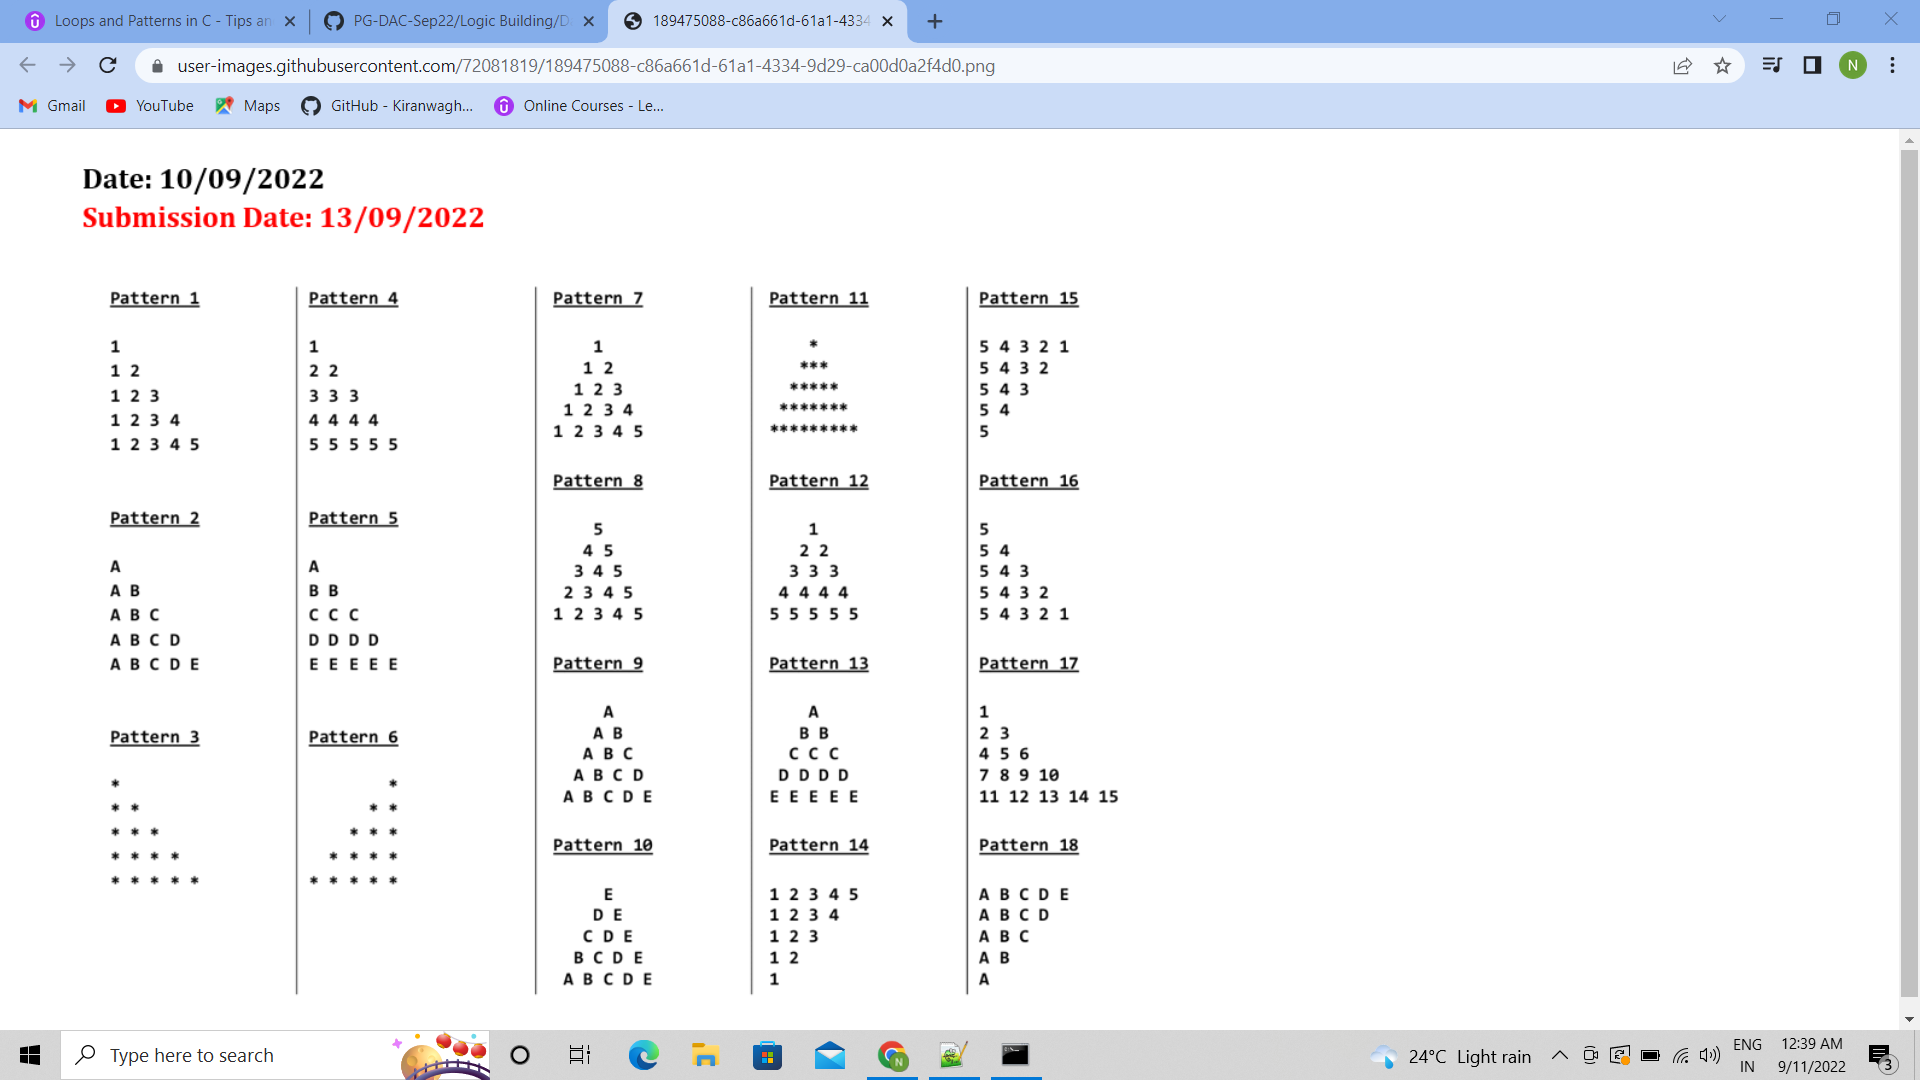 Loops and Patterns in C - Tips an
PG-DAC-Sep22/Logic Building/D
189475088-c86a661d-61a1-4334
user-images.githubusercontent.com/72081819/189475088-c86a661d-61a1-4334-9d29-ca00d0a2f4d0.png
N
Gmail
YouTube
Maps
GitHub - Kiranwagh...
Online Courses - Le...
Date: 10/09/2022
Submission Date: 13/09/2022
Pattern 1
1
1 2
1 2 3
1 2 3 4
1 2 3 4 5
Pattern 2
A
A B
A B C
A B C D
A B C D E
Pattern 3
*
* *
* * *
* * * *
* * * * *
Pattern 4
1
2 2
3 3 3
4 4 4 4
5 5 5 5 5
Pattern 5
A
B B
C C C
D D D D
E E E E E
Pattern 6
*
* *
* * *
* * * *
* * * * *
Pattern 7
1
1 2
1 2 3
1 2 3 4
1 2 3 4 5
Pattern 8
5
4 5
3 4 5
2 3 4 5
1 2 3 4 5
Pattern 9
A
A B
A B C
A B C D
A B C D E
Pattern 10
E
D E
C D E
B C D E
A B C D E
Pattern 11
*
***
*****
*******
*********
Pattern 12
1
2 2
3 3 3
4 4 4 4
5 5 5 5 5
Pattern 13
A
B B
C C C
D D D D
E E E E E
Pattern 14
1 2 3 4 5
1 2 3 4
1 2 3
1 2
1
Pattern 15
5 4 3 2 1
5 4 3 2
5 4 3
5 4
5
Pattern 16
5
5 4
5 4 3
5 4 3 2
5 4 3 2 1
Pattern 17
1
2 3
4 5 6
7 8 9 10
11 12 13 14 15
Pattern 18
A B C D E
A B C D
A B C
A B
A
Type here to search
N
24°C Light rain
ENG
IN
12:39 AM
9/11/2022
3